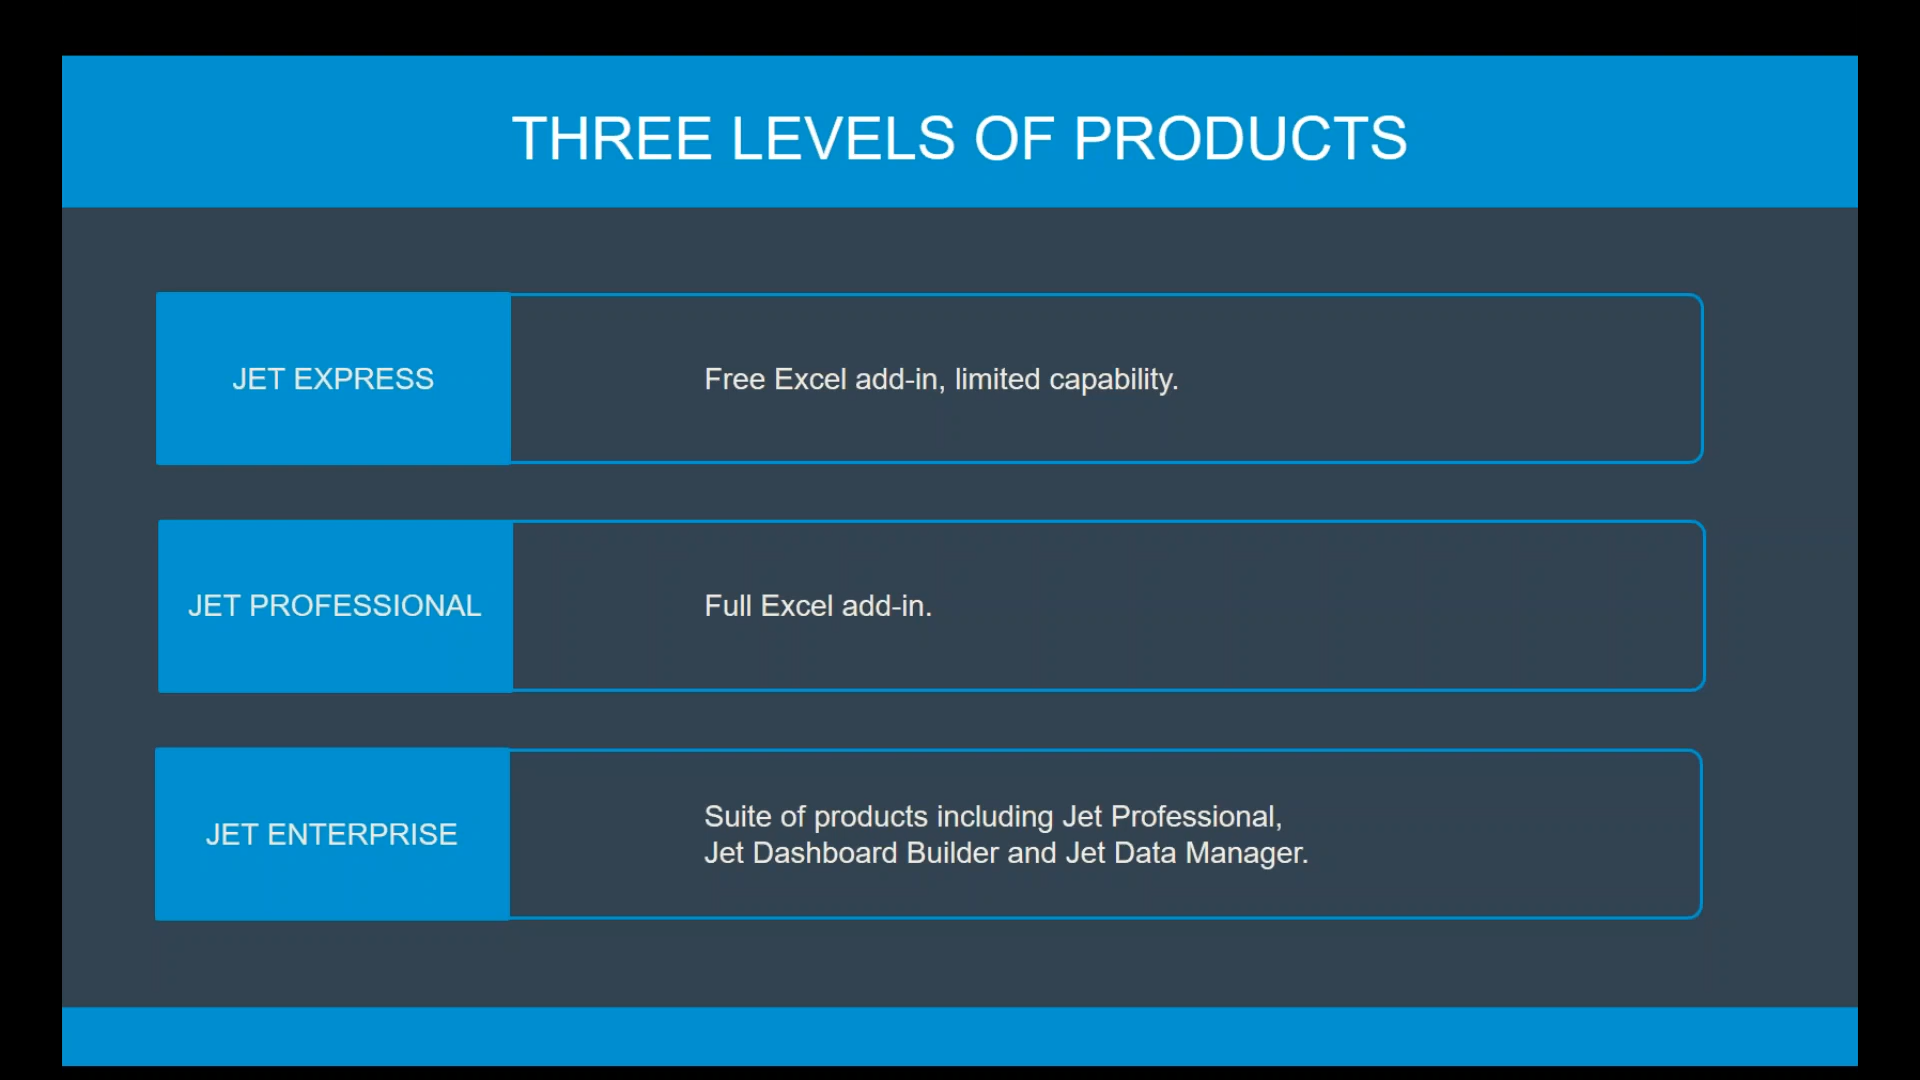 THREE LEVELS OF PRODUCTS
JET EXPRESS
Free Excel add-in, limited capability.
JET PROFESSIONAL
Full Excel add-in.
JET ENTERPRISE
Suite of products including Jet Professional,
Jet Dashboard Builder and Jet Data Manager.